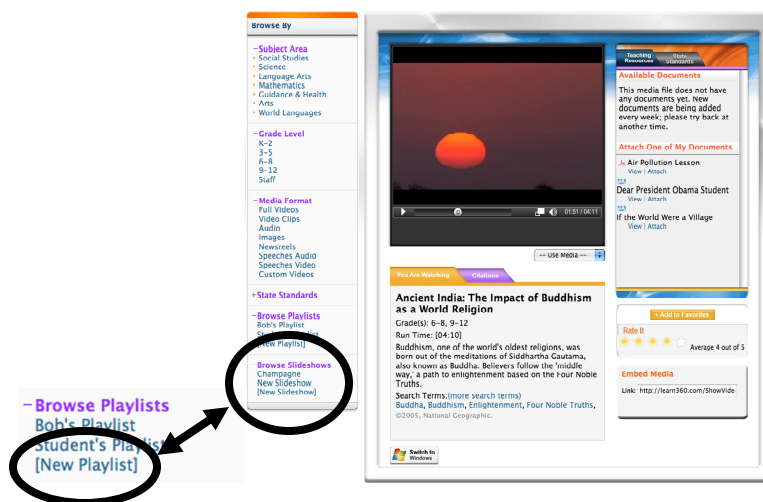 Browse By
−Subject Area
Social Studies
Science
Language Arts
Mathematics
Guidance & Health
Arts
World Languages
−Grade Level
K-2
3-5
6-8
9-12
Staff
−Media Format
Full Videos
Video Clips
Audio
Images
Newsreels
Speeches Audio
Speeches Video
Custom Videos
+State Standards
−Browse Playlists
Bob's Playlist
[New Playlist]
Browse Slideshows
Champagne
New Slideshow
[New Slideshow]
−Browse Playlists
Bob's Playlist
Student's Playlist
[New Playlist]
01:51 / 04:11
-- Use Media --
You Are Watching
Citations
Ancient India: The Impact of Buddhism
as a World Religion
Grade(s): 6-8, 9-12
Run Time: [04:10]
Buddhism, one of the world's oldest religions, was
born out of the meditations of Siddhartha Gautama,
also known as Buddha. Believers follow the 'middle
way,' a path to enlightenment based on the Four Noble
Truths.
Search Terms:(more search terms)
Buddha, Buddhism, Enlightenment, Four Noble Truths,
©2005, National Geographic.
Switch to
Windows
Teaching Resources
State Standards
Available Documents
This media file does not have
any documents yet. New
documents are being added
every week; please try back at
another time.
Attach One of My Documents
Air Pollution Lesson
View | Attach
Dear President Obama Student
View | Attach
If the World Were a Village
View | Attach
+ Add to Favorites
Rate It
Average 4 out of 5
Embed Media
Link: http://learn360.com/ShowVide